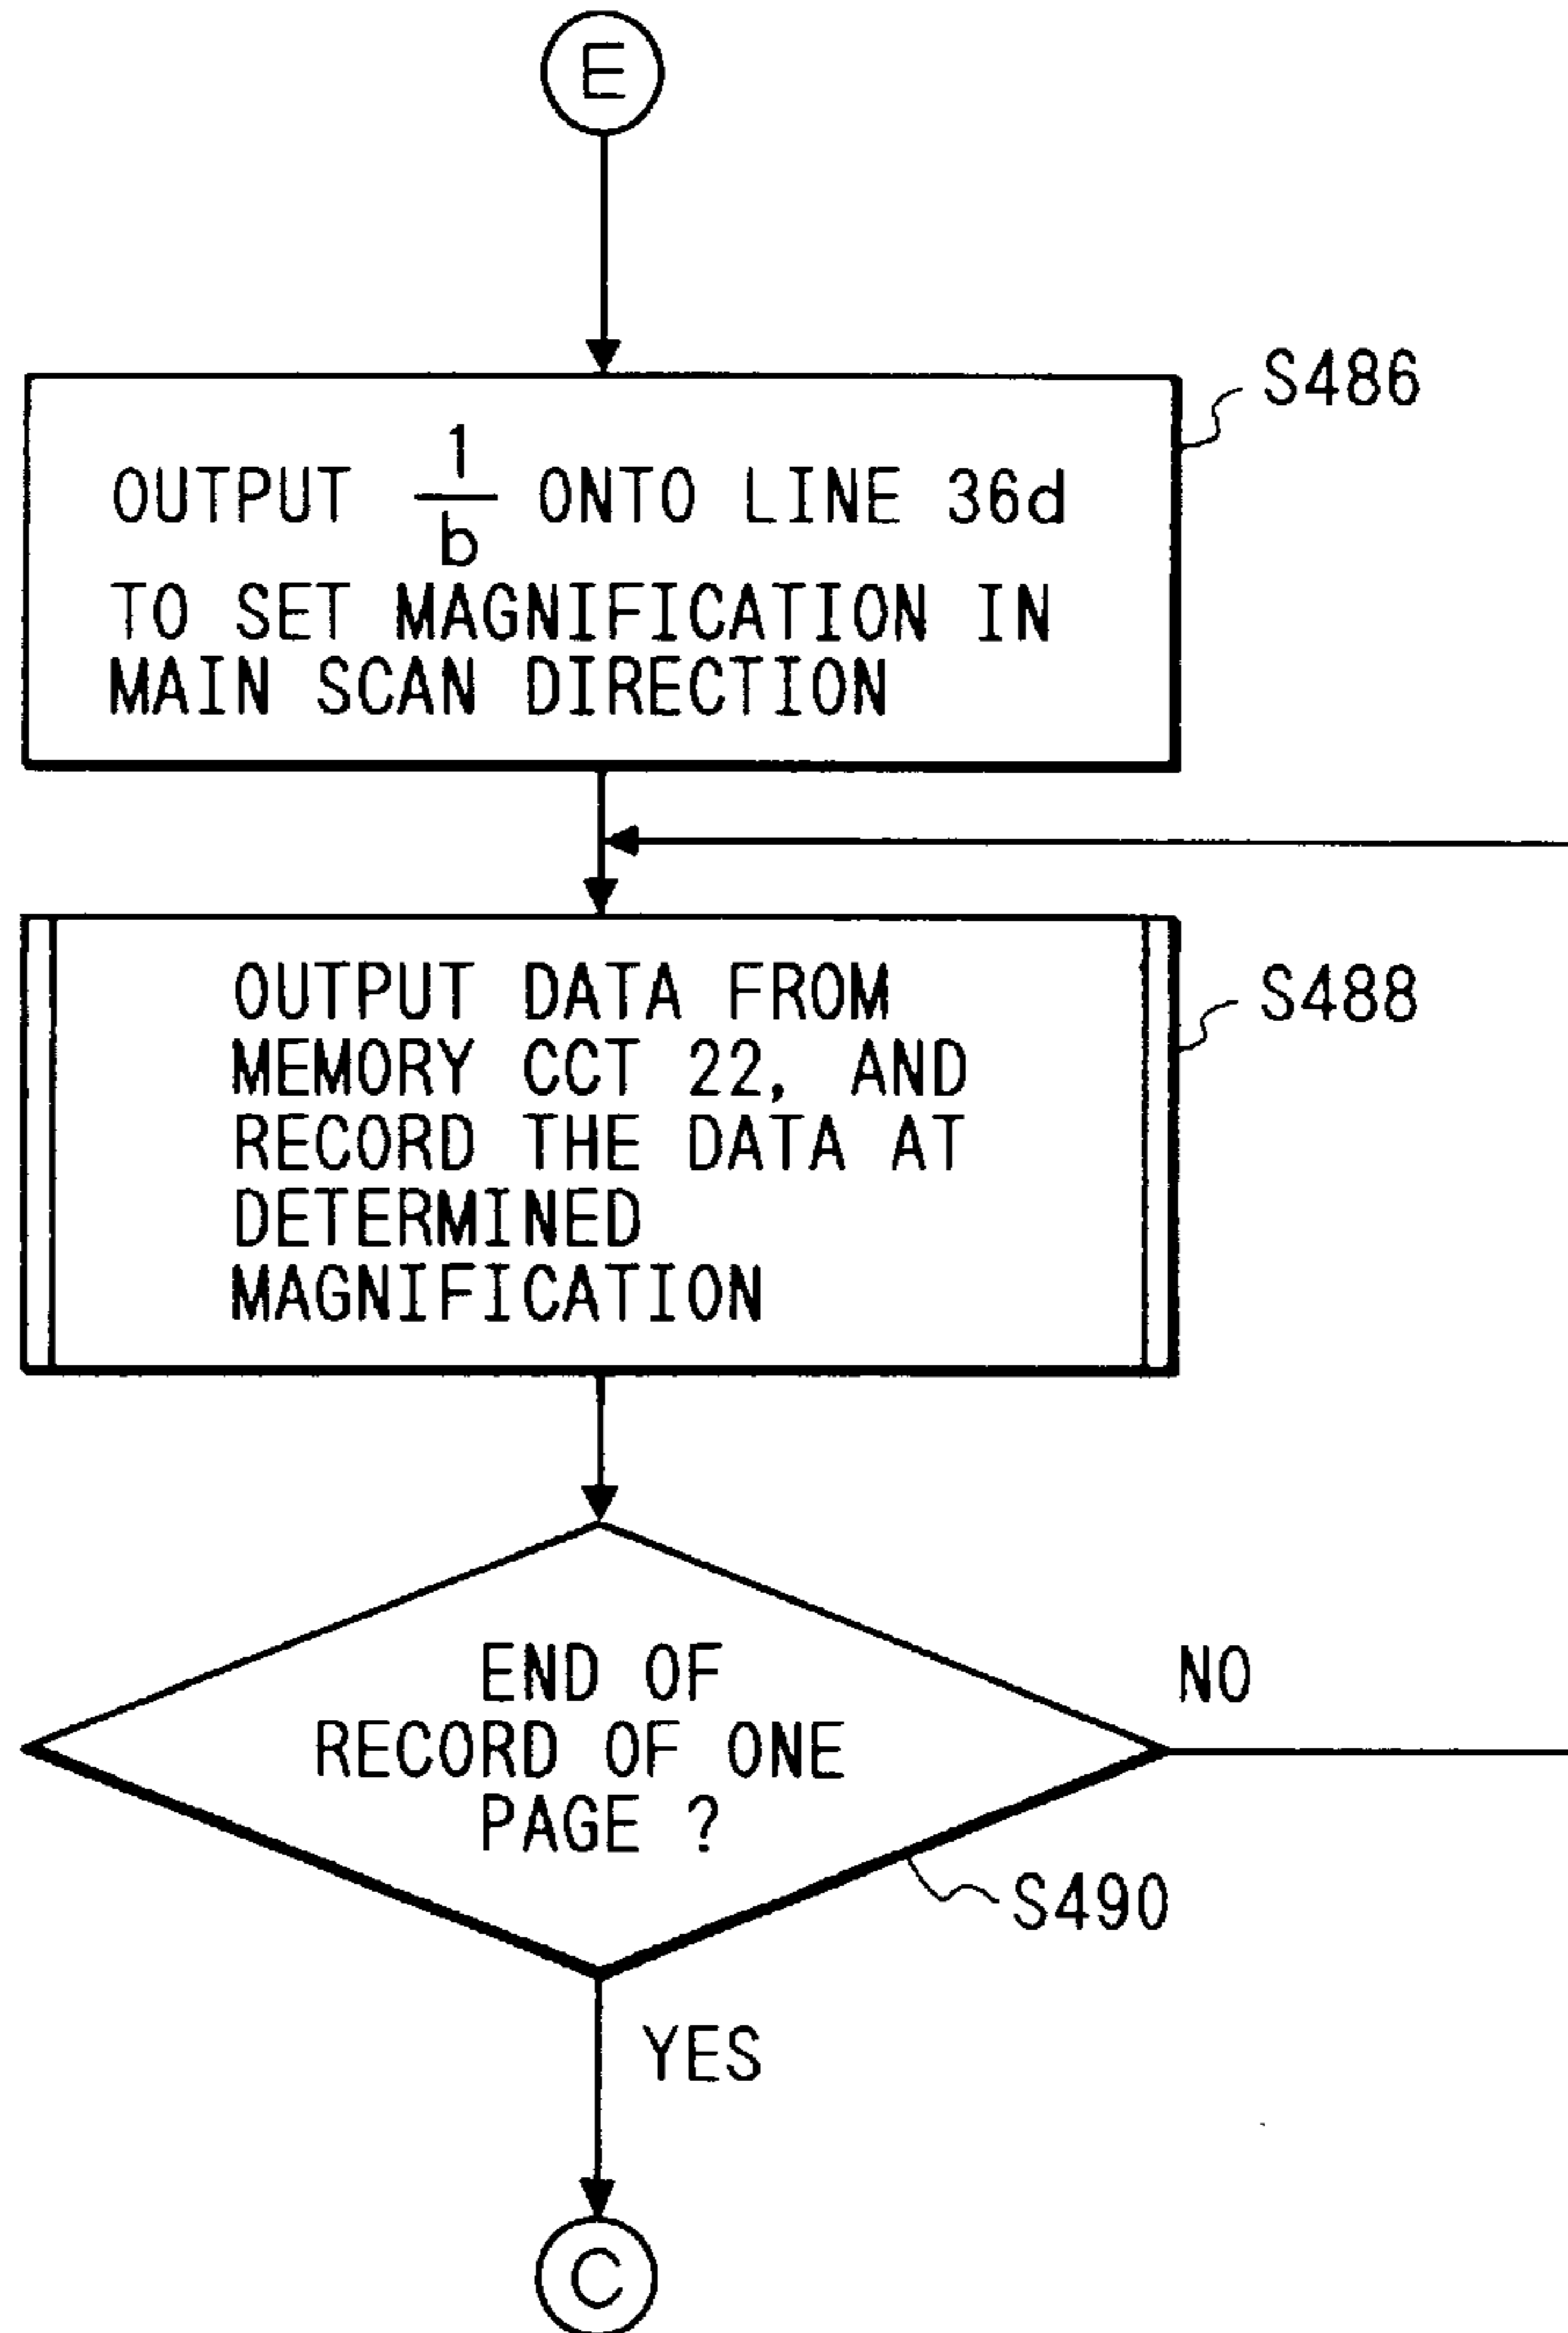 E
S486
OUTPUT 1/b ONTO LINE 36d
TO SET MAGNIFICATION IN
MAIN SCAN DIRECTION
S488
OUTPUT DATA FROM
MEMORY CCT 22, AND
RECORD THE DATA AT
DETERMINED
MAGNIFICATION
END OF
RECORD OF ONE
PAGE ?
NO
S490
YES
C